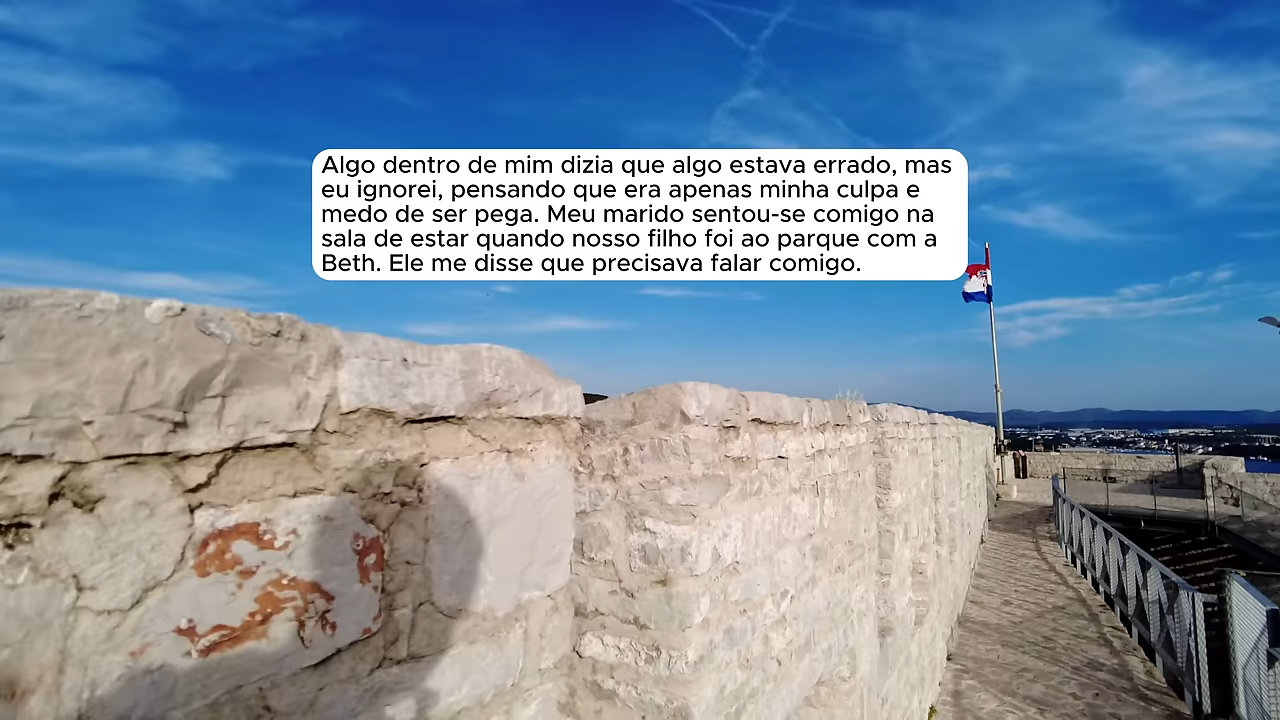 Algo dentro de mim dizia que algo estava errado, mas
eu ignorei, pensando que era apenas minha culpa e
medo de ser pega. Meu marido sentou-se comigo na
sala de estar quando nosso filho foi ao parque com a
Beth. Ele me disse que precisava falar comigo.